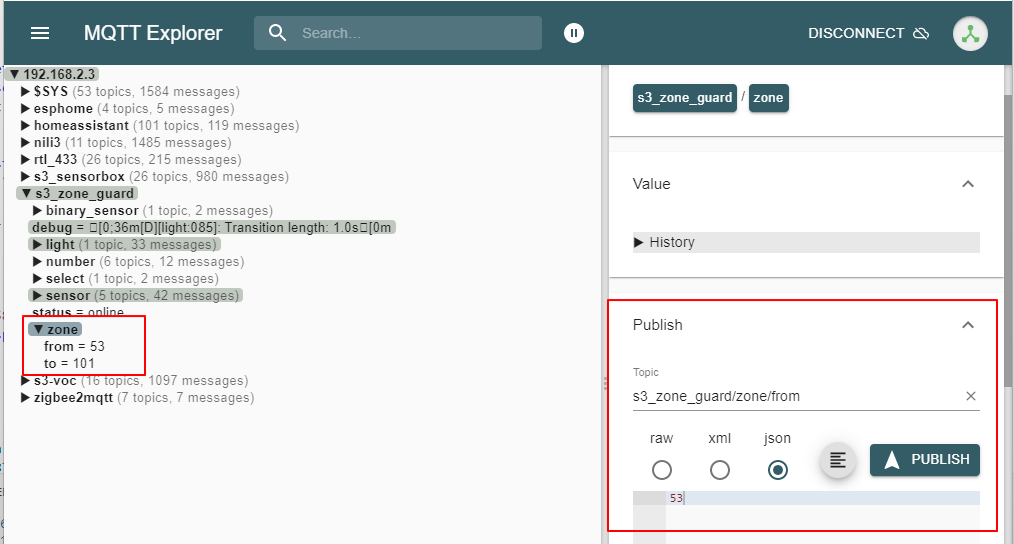 MQTT Explorer
Search...
DISCONNECT
▼ 192.168.2.3
▶ $SYS (53 topics, 1584 messages)
▶ esphome (4 topics, 5 messages)
▶ homeassistant (101 topics, 119 messages)
▶ nili3 (11 topics, 1485 messages)
▶ rtl_433 (26 topics, 215 messages)
▶ s3_sensorbox (26 topics, 980 messages)
▼ s3_zone_guard
▶ binary_sensor (1 topic, 2 messages)
debug = □[0;36m[D][light:085]: Transition length: 1.0s□[0m
▶ light (1 topic, 33 messages)
▶ number (6 topics, 12 messages)
▶ select (1 topic, 2 messages)
▶ sensor (5 topics, 42 messages)
status = online
▼ zone
from = 53
to = 101
▶ s3-voc (16 topics, 1097 messages)
▶ zigbee2mqtt (7 topics, 7 messages)
s3_zone_guard / zone
Value
▶ History
Publish
Topic
s3_zone_guard/zone/from
raw xml json
PUBLISH
53